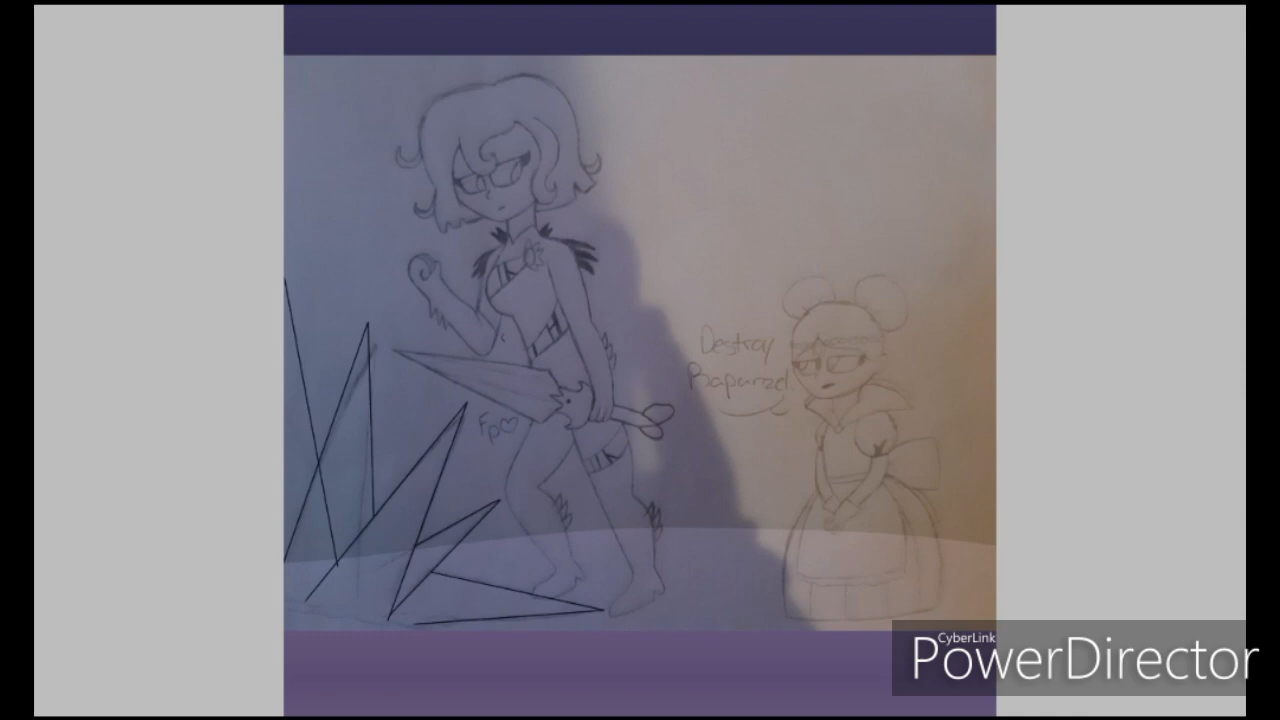 Destroy
Rapunzel.
FP♡
CyberLink
PowerDirector